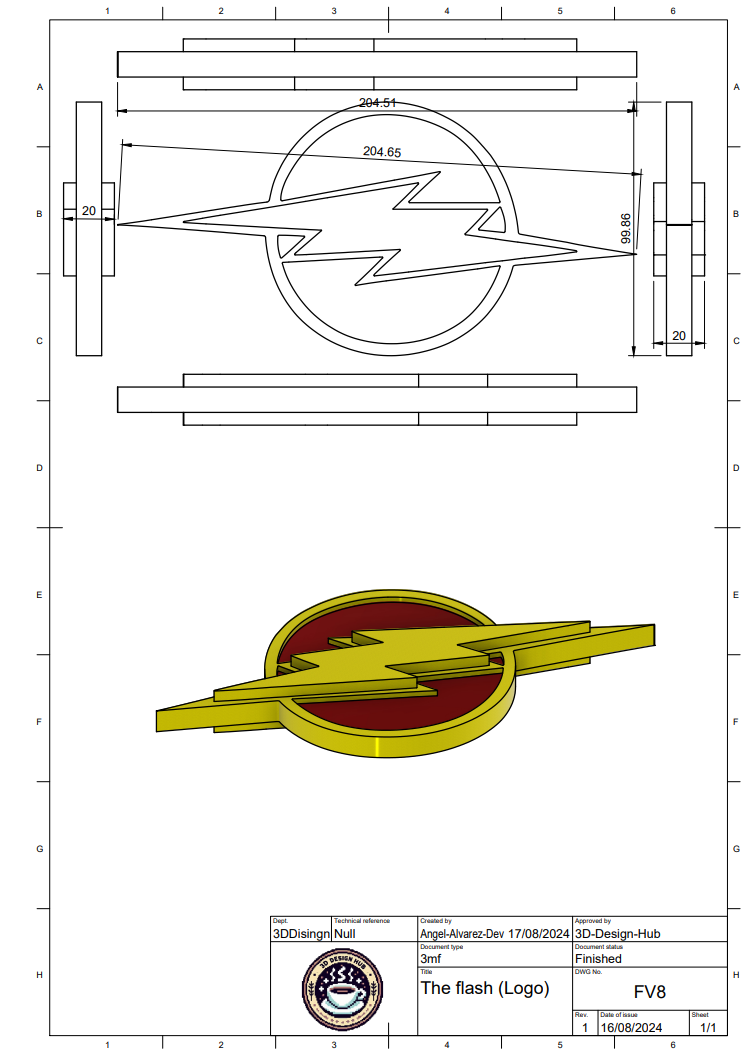 1 2 3 4 5 6
A A
204.51
204.65
B B
20
99.86
20
C C
D D
E E
F F
G G
Dept. Technical reference Created by Approved by
3DDisingn Null Angel-Alvarez-Dev 17/08/2024 3D-Design-Hub
Document type Document status
3mf Finished
3D DESIGN HUB
Title DWG No.
The flash (Logo) FV8
H H
Rev. Date of issue Sheet
1 16/08/2024 1/1
1 2 3 4 5 6